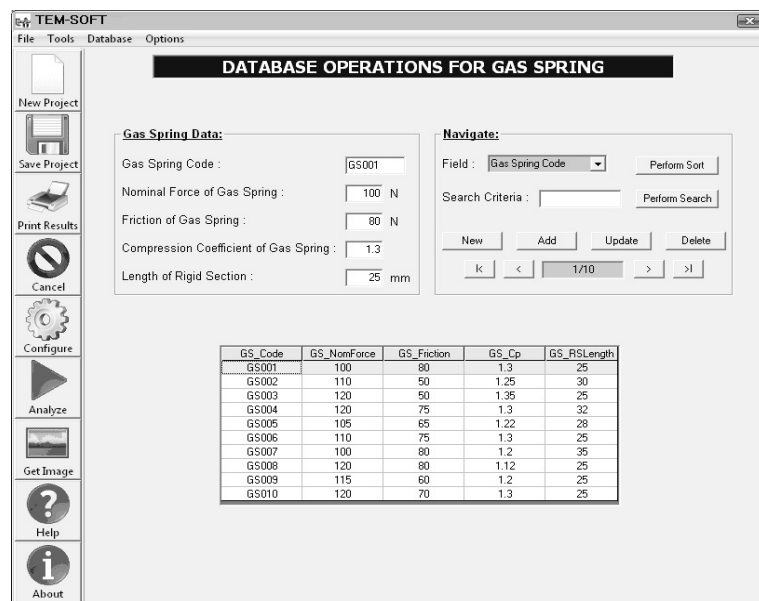 TEM-SOFT
File Tools Database Options
DATABASE OPERATIONS FOR GAS SPRING
New Project
Save Project
Print Results
Cancel
Configure
Analyze
Get Image
Help
About
Gas Spring Data:
Gas Spring Code : GS001
Nominal Force of Gas Spring : 100 N
Friction of Gas Spring : 80 N
Compression Coefficient of Gas Spring : 1.3
Length of Rigid Section : 25 mm
Navigate:
Field : Gas Spring Code Perform Sort
Search Criteria : Perform Search
New Add Update Delete
|< < 1/10 > >|
GS_Code GS_NomForce GS_Friction GS_Cp GS_RSLength
GS001 100 80 1.3 25
GS002 110 50 1.25 30
GS003 120 50 1.35 25
GS004 120 75 1.3 32
GS005 105 65 1.22 28
GS006 110 75 1.3 25
GS007 100 80 1.2 35
GS008 120 80 1.12 25
GS009 115 60 1.2 25
GS010 120 70 1.3 25